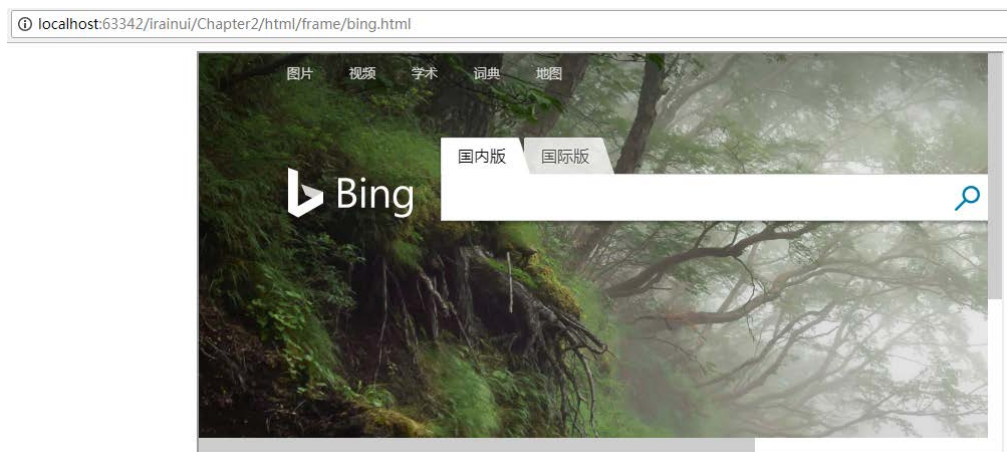 localhost:63342/irainui/Chapter2/html/frame/bing.html
图片 视频 学术 词典 地图
国内版 国际版
Bing